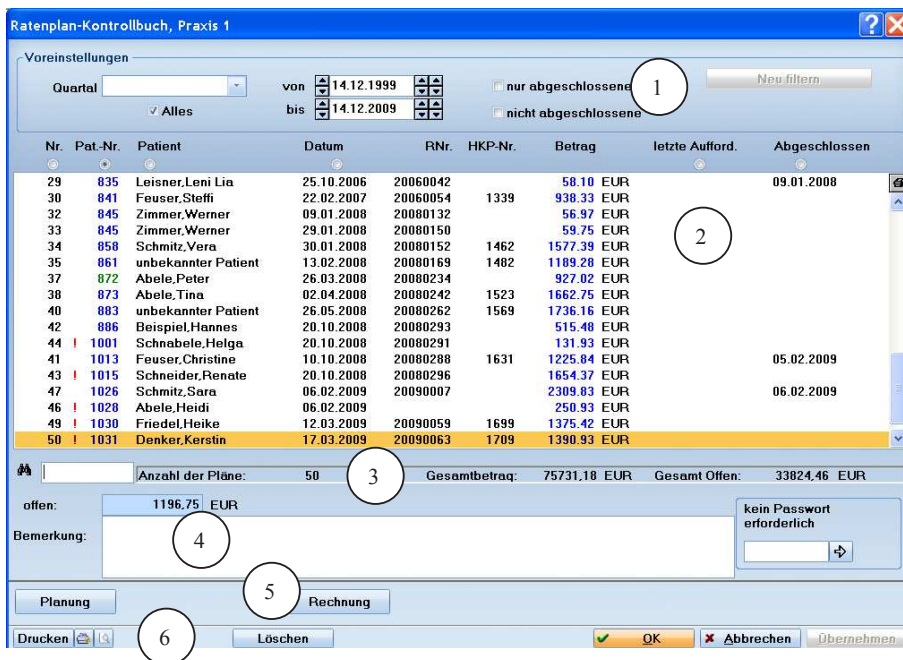 Ratenplan-Kontrollbuch, Praxis 1
Voreinstellungen
Quartal von 14.12.1999 nur abgeschlossene 1 Neu filtern
Alles bis 14.12.2009 nicht abgeschlossene
Nr. Pat.-Nr. Patient Datum RNr. HKP-Nr. Betrag letzte Aufford. Abgeschlossen
29 835 Leisner,Leni Lia 25.10.2006 20060042 58.10 EUR 09.01.2008
30 841 Feuser,Steffi 22.02.2007 20060054 1339 938.33 EUR
32 845 Zimmer,Werner 09.01.2008 20080132 56.97 EUR
33 845 Zimmer,Werner 29.01.2008 20080150 59.75 EUR 2
34 858 Schmitz,Vera 30.01.2008 20080152 1462 1577.39 EUR
35 861 unbekannter Patient 13.02.2008 20080169 1482 1189.28 EUR
37 872 Abele,Peter 26.03.2008 20080234 927.02 EUR
38 873 Abele,Tina 02.04.2008 20080242 1523 1662.75 EUR
40 883 unbekannter Patient 26.05.2008 20080262 1569 1736.16 EUR
42 886 Beispiel,Hannes 20.10.2008 20080293 515.48 EUR
44 ! 1001 Schnabele,Helga 20.10.2008 20080291 131.93 EUR
41 1013 Feuser,Christine 10.10.2008 20080288 1631 1225.84 EUR 05.02.2009
43 ! 1015 Schneider,Renate 20.10.2008 20080296 1654.37 EUR
47 1026 Schmitz,Sara 06.02.2009 20090007 2309.83 EUR 06.02.2009
46 ! 1028 Abele,Heidi 06.02.2009 250.93 EUR
49 ! 1030 Friedel,Heike 12.03.2009 20090059 1699 1375.42 EUR
50 ! 1031 Denker,Kerstin 17.03.2009 20090063 1709 1390.93 EUR
Anzahl der Pläne: 50 3 Gesamtbetrag: 75731,18 EUR Gesamt Offen: 33824,46 EUR
offen: 1196,75 EUR
kein Passwort
erforderlich
Bemerkung: 4
5
Planung Rechnung
Drucken 6 Löschen OK Abbrechen Übernehmen